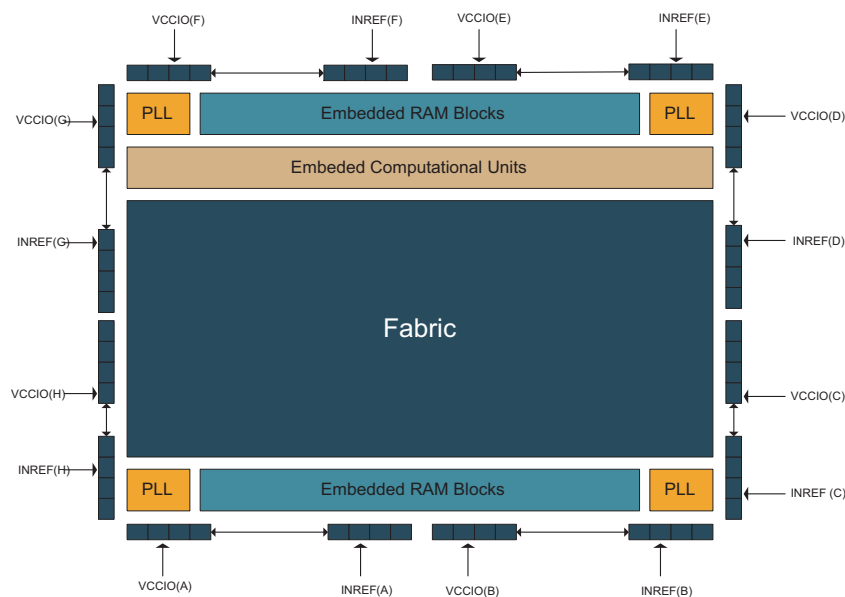 VCCIO(F)
INREF(F)
VCCIO(E)
INREF(E)
VCCIO(G)
PLL
Embedded RAM Blocks
PLL
VCCIO(D)
Embeded Computational Units
INREF(G)
INREF(D)
Fabric
VCCIO(H)
VCCIO(C)
INREF(H)
PLL
Embedded RAM Blocks
PLL
INREF (C)
VCCIO(A)
INREF(A)
VCCIO(B)
INREF(B)